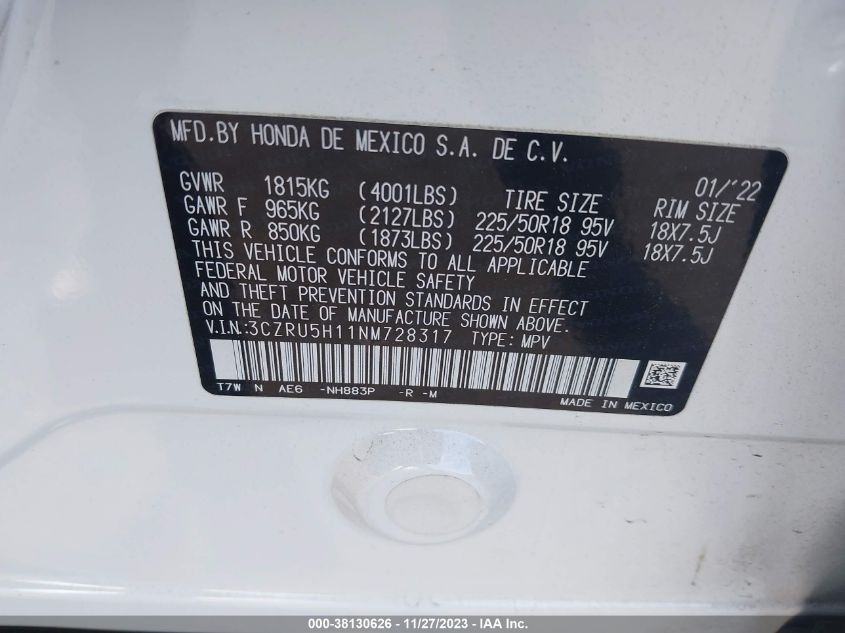 MFD.BY HONDA DE MEXICO S.A. DE C.V.
01/'22
GVWR 1815KG (4001LBS) TIRE SIZE RIM SIZE
GAWR F 965KG (2127LBS) 225/50R18 95V 18X7.5J
GAWR R 850KG (1873LBS) 225/50R18 95V 18X7.5J
THIS VEHICLE CONFORMS TO ALL APPLICABLE
FEDERAL MOTOR VEHICLE SAFETY
AND THEFT PREVENTION STANDARDS IN EFFECT
ON THE DATE OF MANUFACTURE SHOWN ABOVE.
V.I.N.:3CZRU5H11NM728317 TYPE: MPV
T7W N AE6 -NH883P -R -M
MADE IN MEXICO
000-38130626 - 11/27/2023 - IAA Inc.